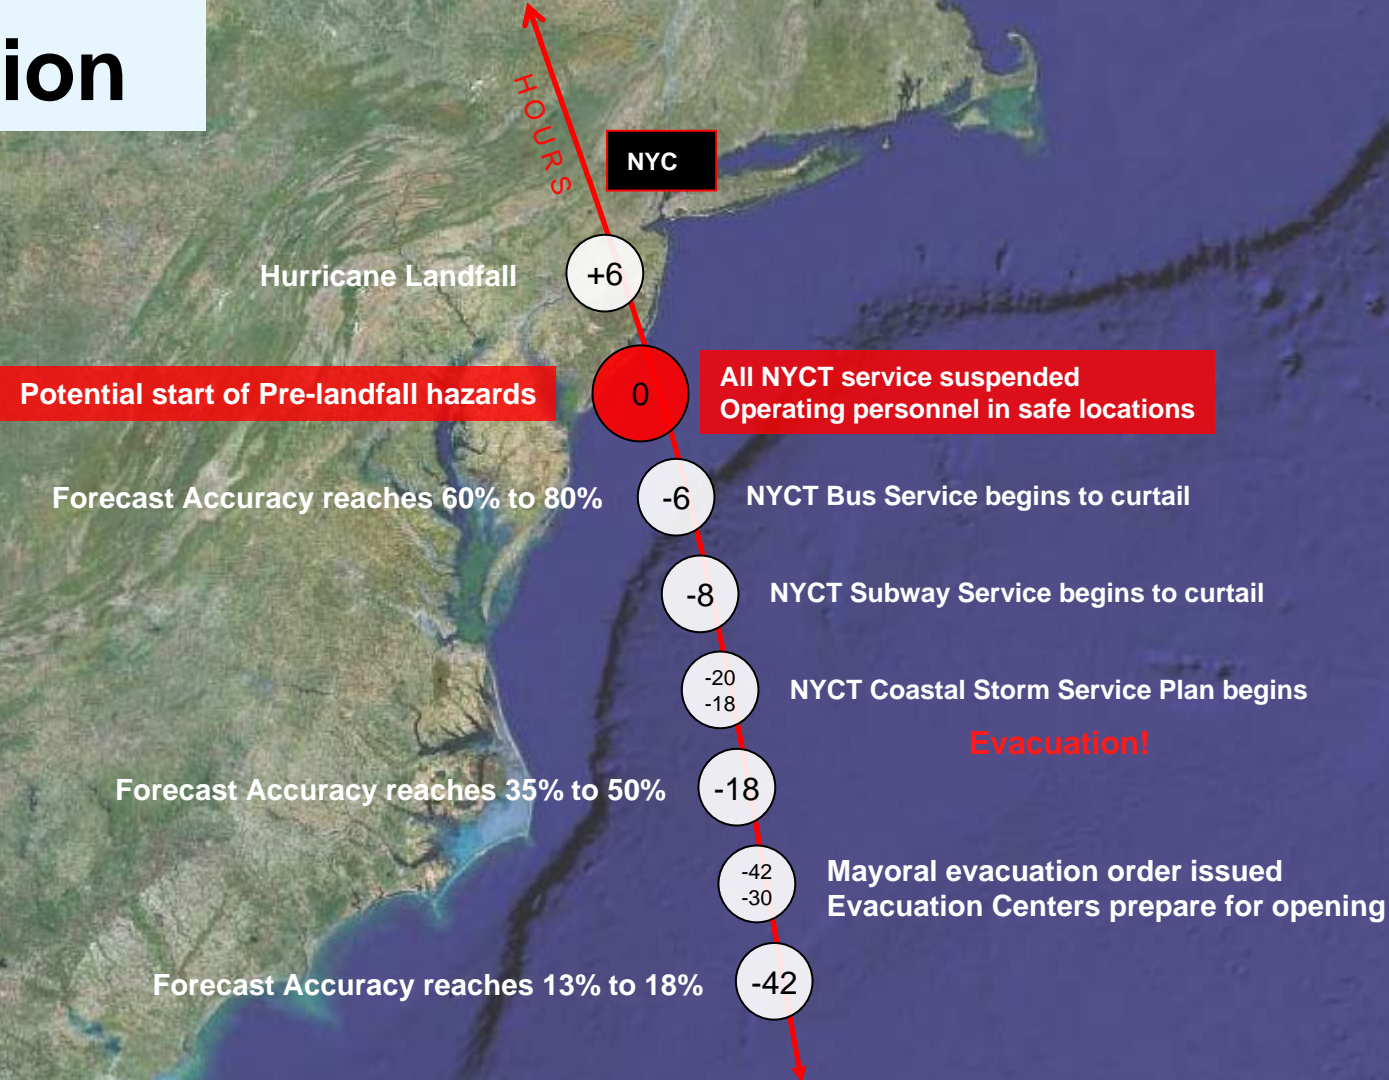 ion
HOURS
NYC
Hurricane Landfall
+6
Potential start of Pre-landfall hazards
0
All NYCT service suspended
Operating personnel in safe locations
Forecast Accuracy reaches 60% to 80%
-6
NYCT Bus Service begins to curtail
-8
NYCT Subway Service begins to curtail
-20
-18
NYCT Coastal Storm Service Plan begins
Evacuation!
Forecast Accuracy reaches 35% to 50%
-18
-42
-30
Mayoral evacuation order issued
Evacuation Centers prepare for opening
Forecast Accuracy reaches 13% to 18%
-42